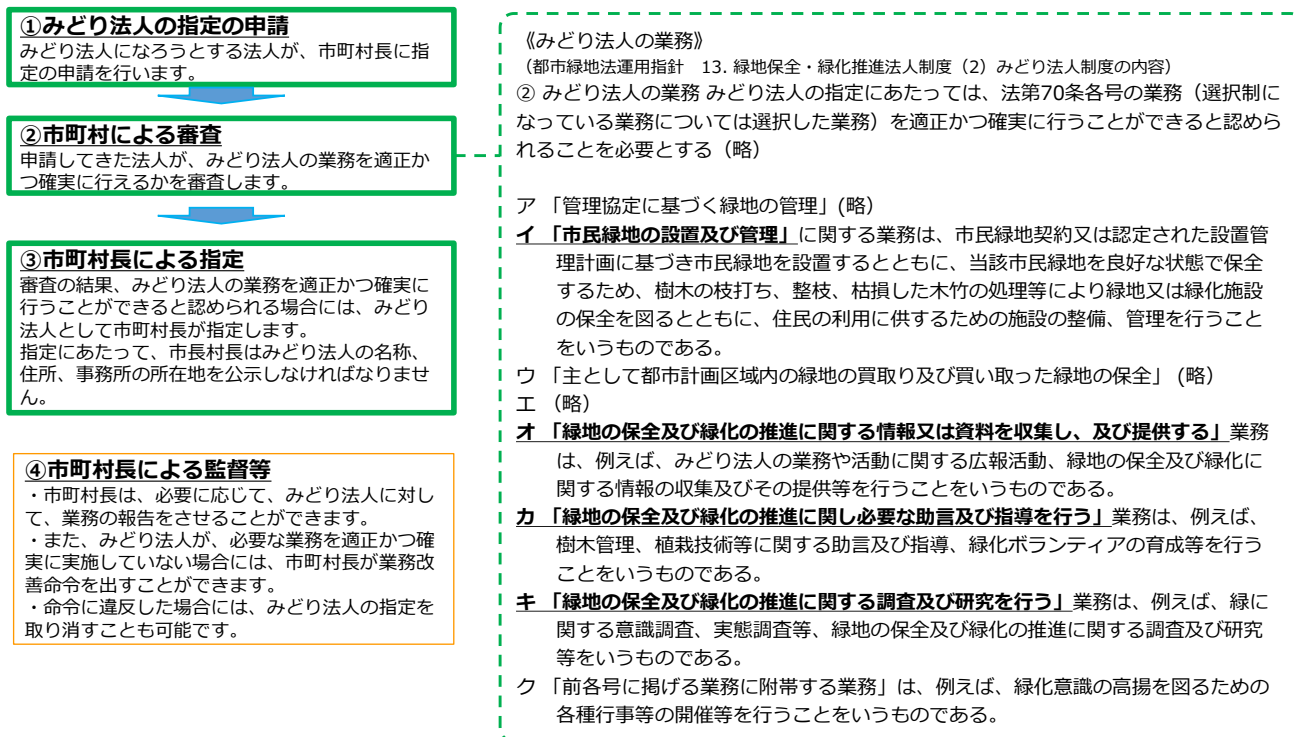 ①みどり法人の指定の申請
みどり法人になろうとする法人が、市町村長に指
定の申請を行います。
②市町村による審査
申請してきた法人が、みどり法人の業務を適正か
つ確実に行えるかを審査します。
③市町村長による指定
審査の結果、みどり法人の業務を適正かつ確実に
行うことができると認められる場合には、みどり
法人として市町村長が指定します。
指定にあたって、市長村長はみどり法人の名称、
住所、事務所の所在地を公示しなければなりませ
ん。
④市町村長による監督等
・市町村長は、必要に応じて、みどり法人に対し
て、業務の報告をさせることができます。
・また、みどり法人が、必要な業務を適正かつ確
実に実施していない場合には、市町村長が業務改
善命令を出すことができます。
・命令に違反した場合には、みどり法人の指定を
取り消すことも可能です。
《みどり法人の業務》
（都市緑地法運用指針　13. 緑地保全・緑化推進法人制度（2）みどり法人制度の内容）
② みどり法人の業務 みどり法人の指定にあたっては、法第70条各号の業務（選択制に
なっている業務については選択した業務）を適正かつ確実に行うことができると認めら
れることを必要とする（略）
ア 「管理協定に基づく緑地の管理」(略）
イ 「市民緑地の設置及び管理」に関する業務は、市民緑地契約又は認定された設置管
理計画に基づき市民緑地を設置するとともに、当該市民緑地を良好な状態で保全
するため、樹木の枝打ち、整枝、枯損した木竹の処理等により緑地又は緑化施設
の保全を図るとともに、住民の利用に供するための施設の整備、管理を行うこと
をいうものである。
ウ 「主として都市計画区域内の緑地の買取り及び買い取った緑地の保全」 (略）
エ （略）
オ 「緑地の保全及び緑化の推進に関する情報又は資料を収集し、及び提供する」業務
は、例えば、みどり法人の業務や活動に関する広報活動、緑地の保全及び緑化に
関する情報の収集及びその提供等を行うことをいうものである。
カ 「緑地の保全及び緑化の推進に関し必要な助言及び指導を行う」業務は、例えば、
樹木管理、植栽技術等に関する助言及び指導、緑化ボランティアの育成等を行う
ことをいうものである。
キ 「緑地の保全及び緑化の推進に関する調査及び研究を行う」業務は、例えば、緑に
関する意識調査、実態調査等、緑地の保全及び緑化の推進に関する調査及び研究
等をいうものである。
ク 「前各号に掲げる業務に附帯する業務」は、例えば、緑化意識の高揚を図るための
各種行事等の開催等を行うことをいうものである。